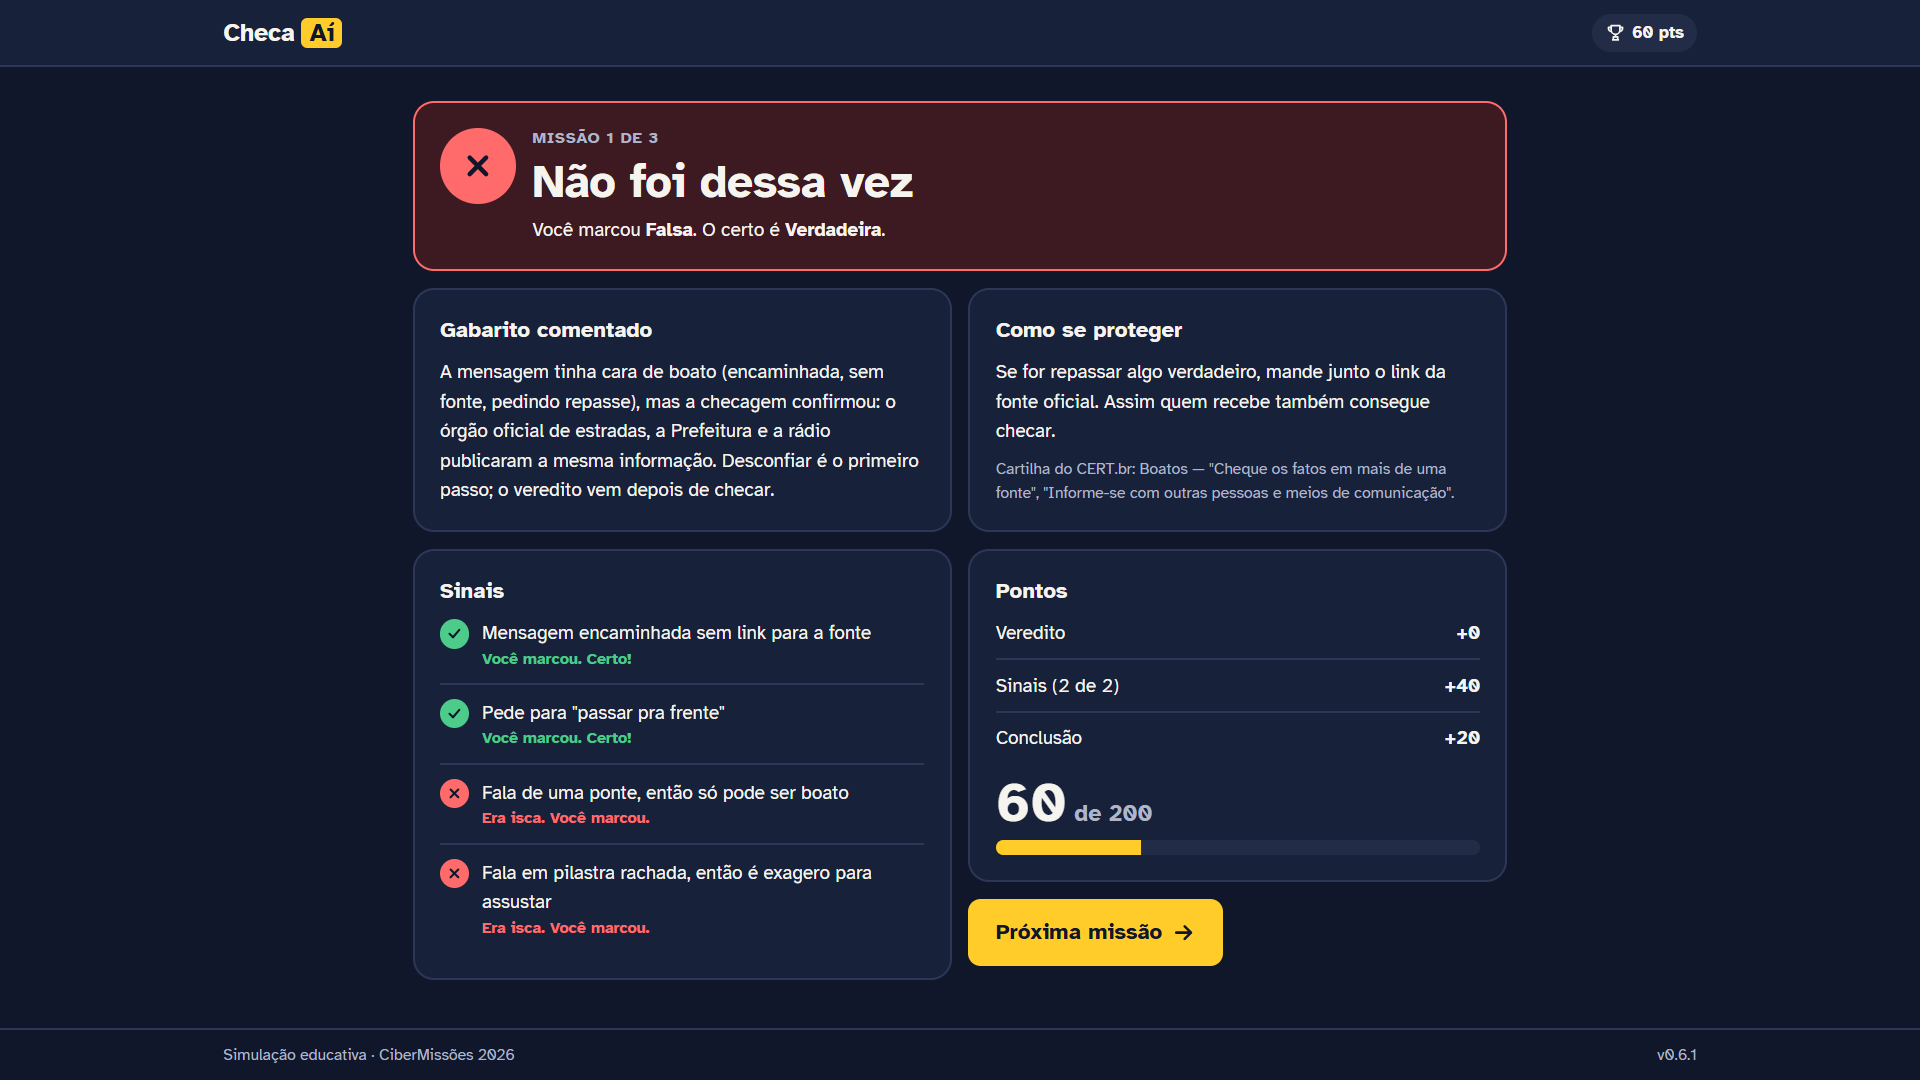 Checa Aí
60 pts
MISSÃO 1 DE 3
Não foi dessa vez
Você marcou Falsa. O certo é Verdadeira.
Gabarito comentado
A mensagem tinha cara de boato (encaminhada, sem
fonte, pedindo repasse), mas a checagem confirmou: o
órgão oficial de estradas, a Prefeitura e a rádio
publicaram a mesma informação. Desconfiar é o primeiro
passo; o veredito vem depois de checar.
Como se proteger
Se for repassar algo verdadeiro, mande junto o link da
fonte oficial. Assim quem recebe também consegue
checar.
Cartilha do CERT.br: Boatos — "Cheque os fatos em mais de uma
fonte", "Informe-se com outras pessoas e meios de comunicação".
Sinais
Mensagem encaminhada sem link para a fonte
Você marcou. Certo!
Pede para "passar pra frente"
Você marcou. Certo!
Fala de uma ponte, então só pode ser boato
Era isca. Você marcou.
Fala em pilastra rachada, então é exagero para
assustar
Era isca. Você marcou.
Pontos
Veredito +0
Sinais (2 de 2) +40
Conclusão +20
60 de 200
Próxima missão →
Simulação educativa · CiberMissões 2026
v0.6.1